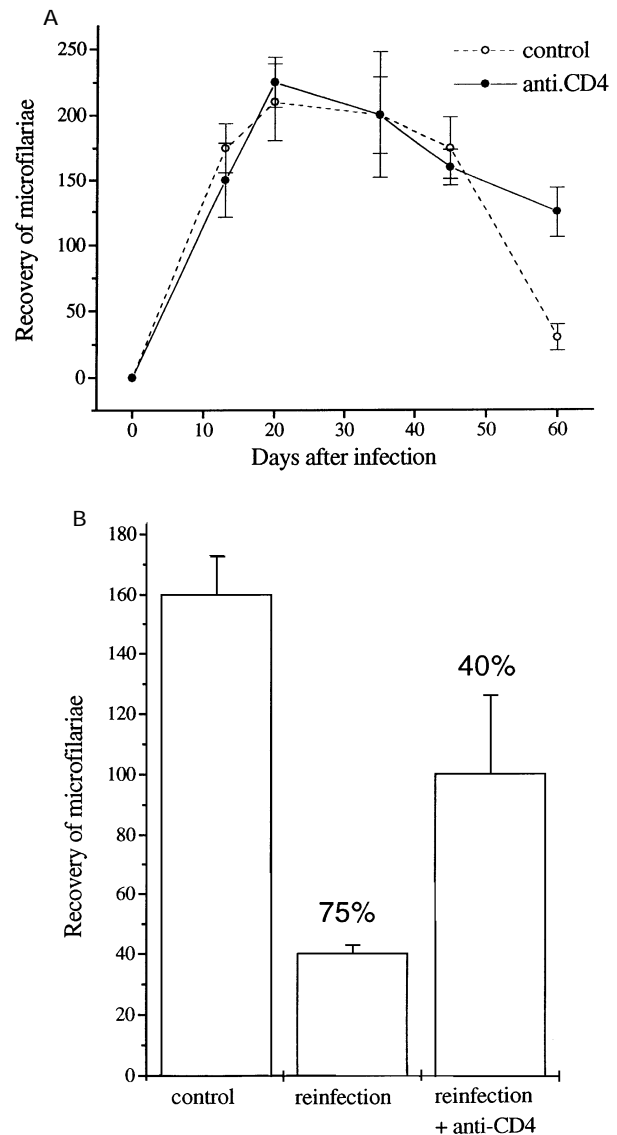 A
control
anti.CD4
250
200
150
100
50
0
Recovery of microfilariae
0 10 20 30 40 50 60
Days after infection
B
180
160
140
120
100
80
60
40
20
0
Recovery of microfilariae
40%
75%
control reinfection reinfection
+ anti-CD4